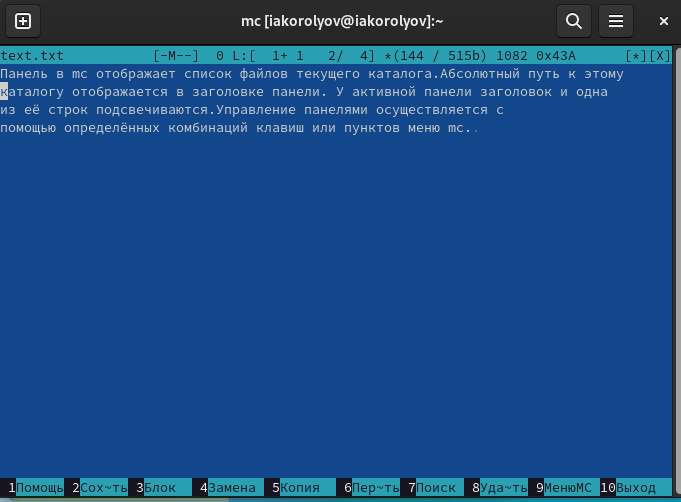 mc [iakorolyov@iakorolyov]:~
text.txt [-M--] 0 L:[ 1+ 1 2/ 4] *(144 / 515b) 1082 0x43A [*][X]
Панель в mc отображает список файлов текущего каталога.Абсолютный путь к этому
каталогу отображается в заголовке панели. У активной панели заголовок и одна
из её строк подсвечиваются.Управление панелями осуществляется с
помощью определённых комбинаций клавиш или пунктов меню mc..
1Помощь 2Сох~ть 3Блок 4Замена 5Копия 6Пер~ть 7Поиск 8Уда~ть 9МенюMC 10Выход